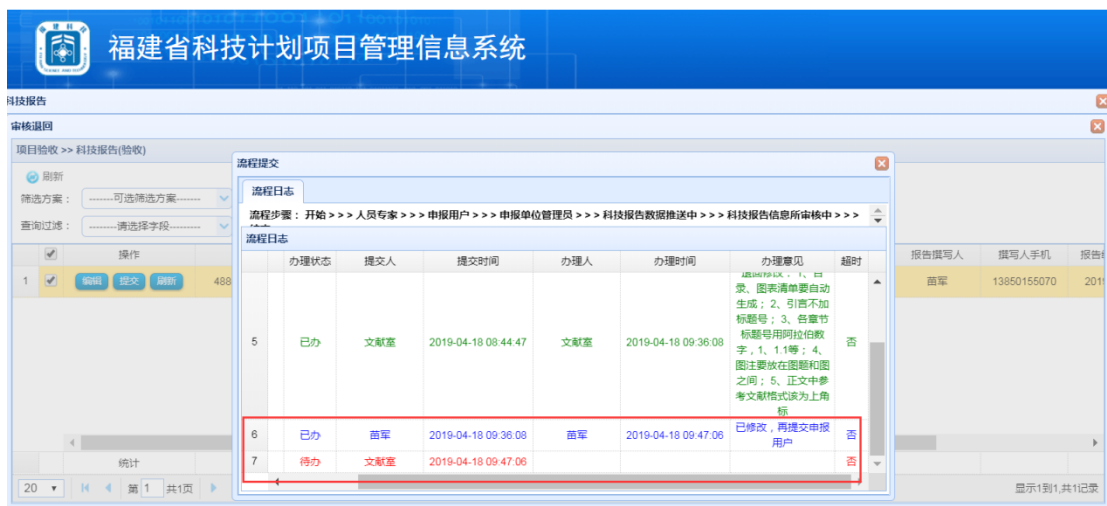 福建省科技计划项目管理信息系统
科技报告
审核退回
项目验收 >> 科技报告(验收)
刷新
筛选方案： -------可选筛选方案-------
查询过滤： --------请选择字段---------
操作 报告撰写人 撰写人手机
1 编辑 提交 刷新 488 苗军 13850155070 201
统计
20 第 1 共1页 显示1到1,共1记录
流程提交
流程日志
流程步骤： 开始 > > > 人员专家 > > > 申报用户 > > > 申报单位管理员 > > > 科技报告数据推送中 > > > 科技报告信息所审核中 > > >
流程日志
办理状态 提交人 提交时间 办理人 办理时间 办理意见 超时
退回修改：1、目
录、图表清单要自动
生成；2、引言不加
标题号；3、各章节
标题号用阿拉伯数
5 已办 文献室 2019-04-18 08:44:47 文献室 2019-04-18 09:36:08 字，1、1.1等；4、 否
图注要放在图题和图
之间；5、正文中参
考文献格式该为上角
标
6 已办 苗军 2019-04-18 09:36:08 苗军 2019-04-18 09:47:06 已修改，再提交申报 否
用户
7 待办 文献室 2019-04-18 09:47:06 否